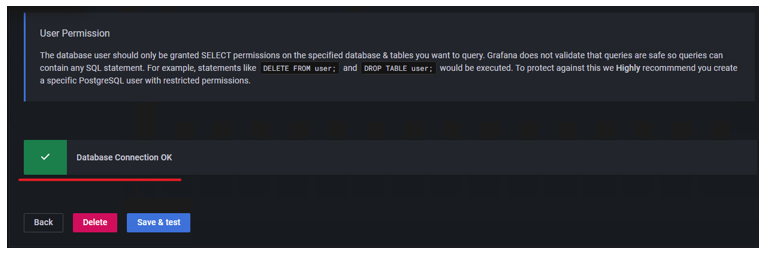 User Permission
The database user should only be granted SELECT permissions on the specified database & tables you want to query. Grafana does not validate that queries are safe so queries can
contain any SQL statement. For example, statements like DELETE FROM user; and DROP TABLE user; would be executed. To protect against this we Highly recommmend you create
a specific PostgreSQL user with restricted permissions.
Database Connection OK
Back Delete Save & test